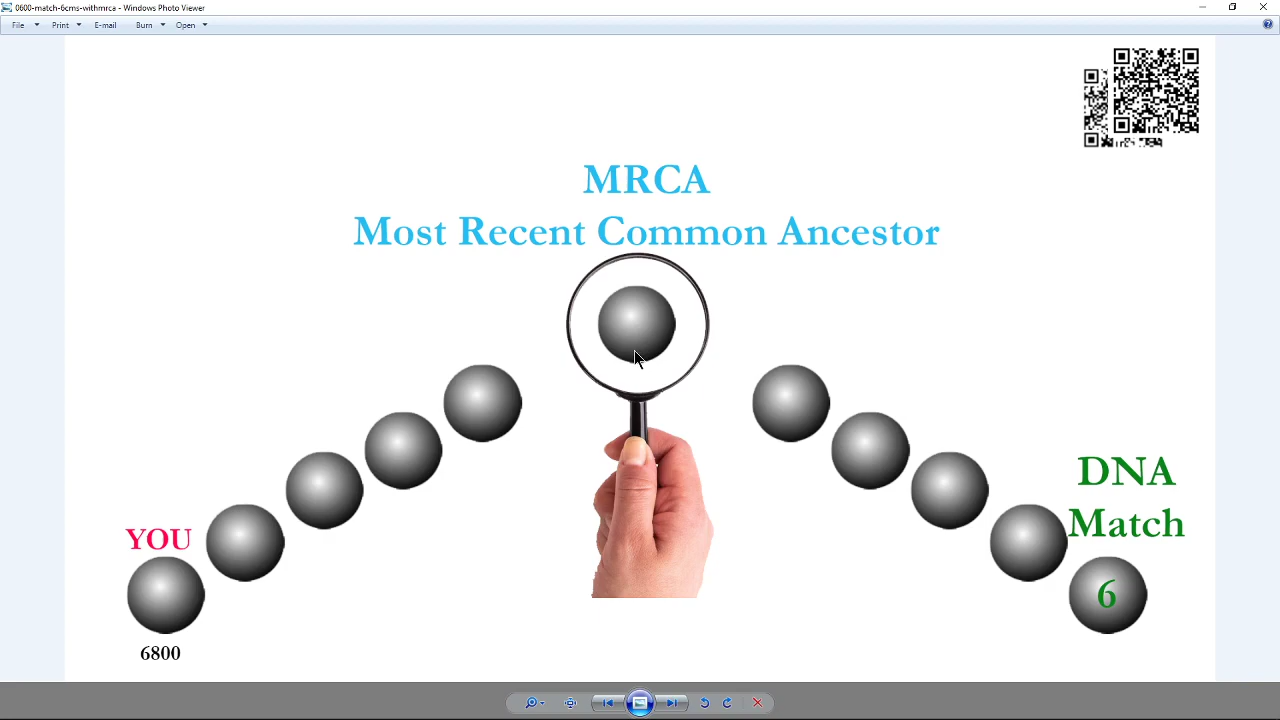 0600-match-6cms-withmrca - Windows Photo Viewer
File Print E-mail Burn Open
MRCA
Most Recent Common Ancestor
DNA
Match
YOU
6
6800